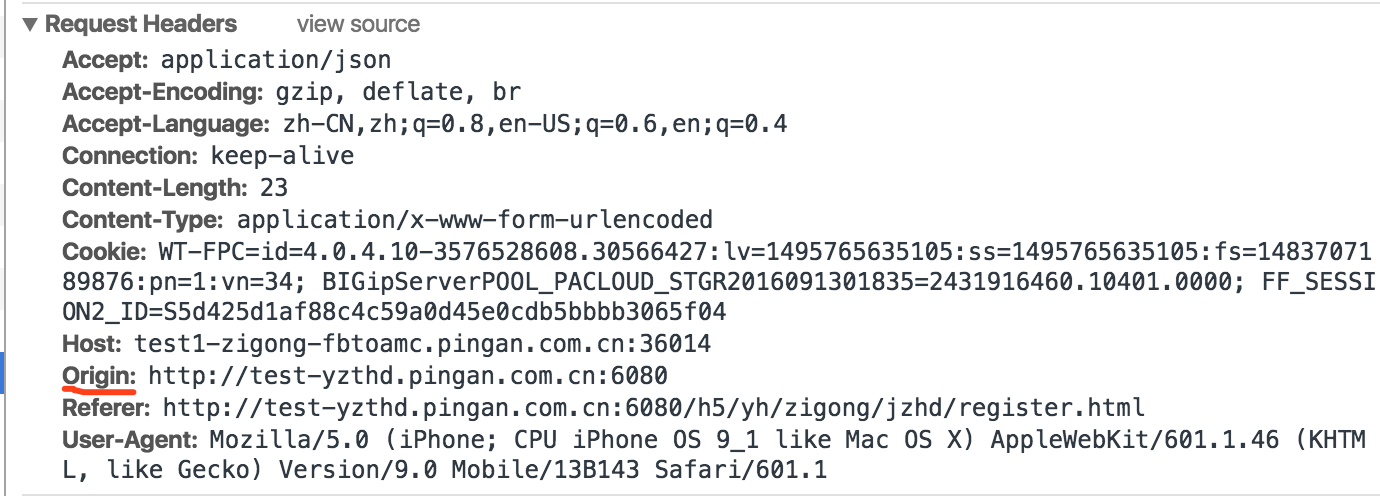 ▼ Request Headers view source
Accept: application/json
Accept-Encoding: gzip, deflate, br
Accept-Language: zh-CN,zh;q=0.8,en-US;q=0.6,en;q=0.4
Connection: keep-alive
Content-Length: 23
Content-Type: application/x-www-form-urlencoded
Cookie: WT-FPC=id=4.0.4.10-3576528608.30566427:lv=1495765635105:ss=1495765635105:fs=14837071
89876:pn=1:vn=34; BIGipServerPOOL_PACLOUD_STGR2016091301835=2431916460.10401.0000; FF_SESSI
ON2_ID=S5d425d1af88c4c59a0d45e0cdb5bbbb3065f04
Host: test1-zigong-fbtoamc.pingan.com.cn:36014
Origin: http://test-yzthd.pingan.com.cn:6080
Referer: http://test-yzthd.pingan.com.cn:6080/h5/yh/zigong/jzhd/register.html
User-Agent: Mozilla/5.0 (iPhone; CPU iPhone OS 9_1 like Mac OS X) AppleWebKit/601.1.46 (KHTM
L, like Gecko) Version/9.0 Mobile/13B143 Safari/601.1